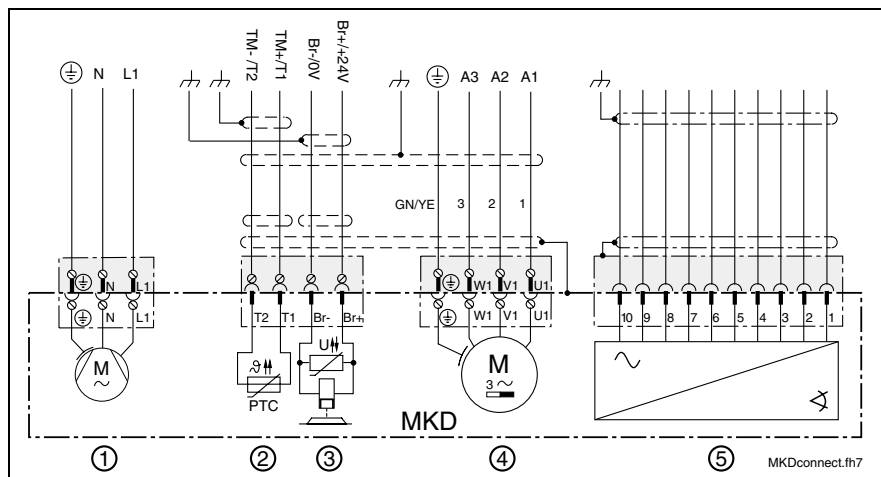 TM-/T2 TM+/T1 Br-/0V Br+/+24V
N L1 A3 A2 A1
GN/YE 3 2 1
N L1 W1 V1 U1
N L1 T2 T1 Br- Br+ W1 V1 U1 10 9 8 7 6 5 4 3 2 1
U
M
~
ϑ
PTC
M
3 ~
MKD
① ② ③ ④ ⑤
MKDconnect.fh7